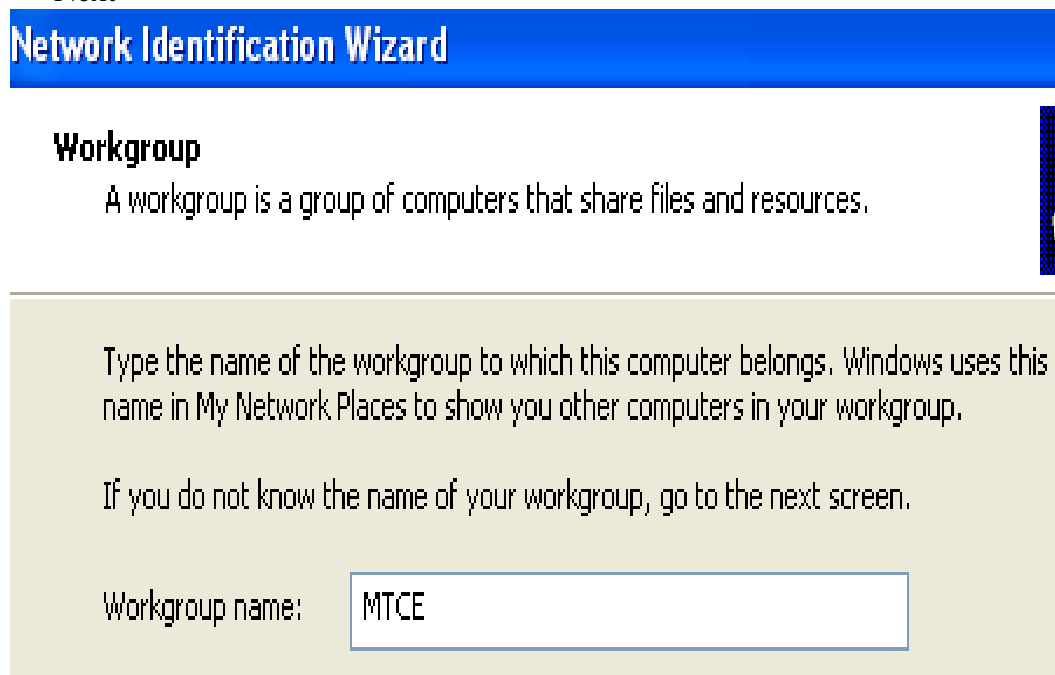 Network Identification Wizard
Workgroup
A workgroup is a group of computers that share files and resources.
Type the name of the workgroup to which this computer belongs. Windows uses this
name in My Network Places to show you other computers in your workgroup.
If you do not know the name of your workgroup, go to the next screen.
Workgroup name: MTCE